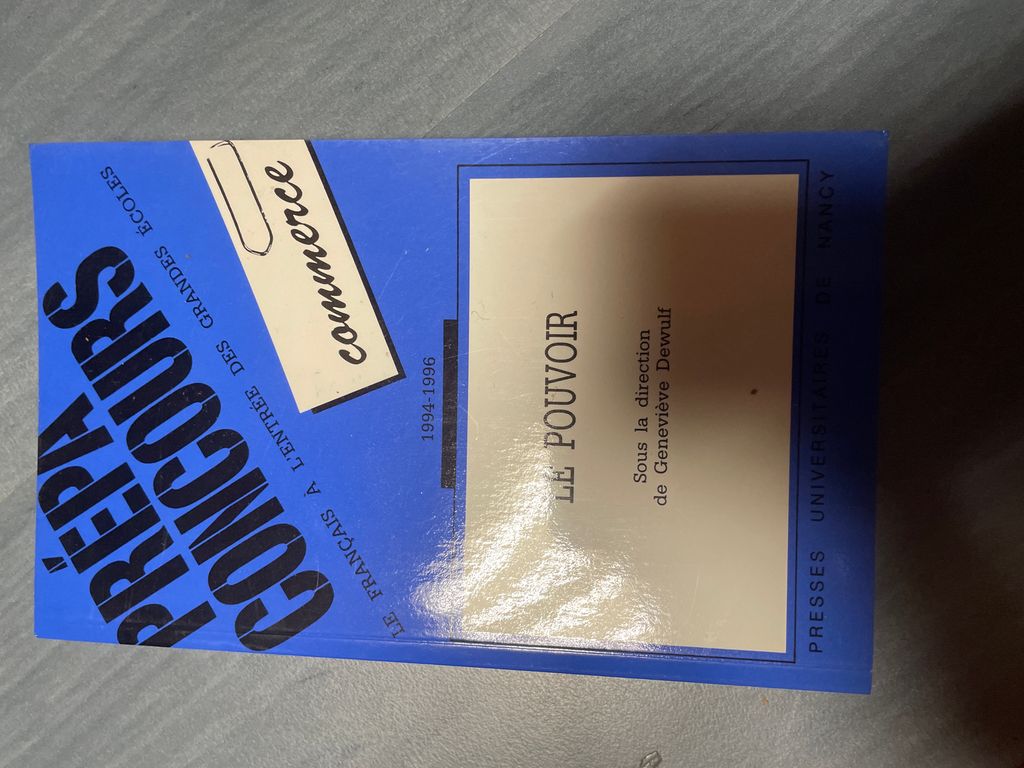 PRÉPA
CONCOURS
LE FRANÇAIS À L'ENTRÉE DES GRANDES ÉCOLES
commerce
1994-1996
LE POUVOIR
Sous la direction
de Geneviève Dewulf
PRESSES UNIVERSITAIRES DE NANCY